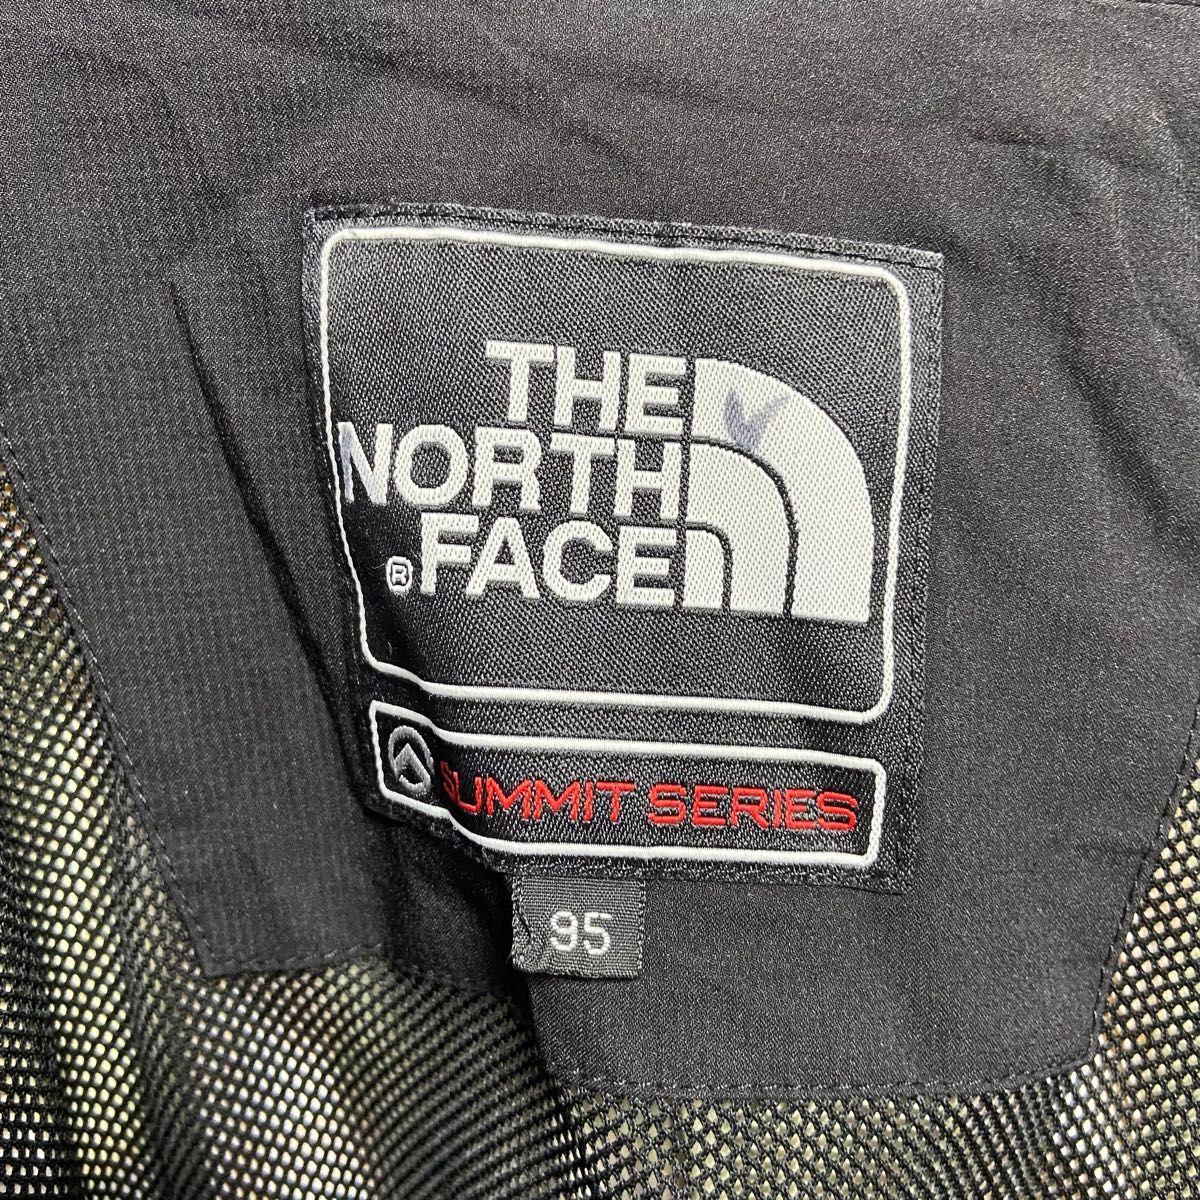 THE
NORTH
® FACE
SUMMIT SERIES
95